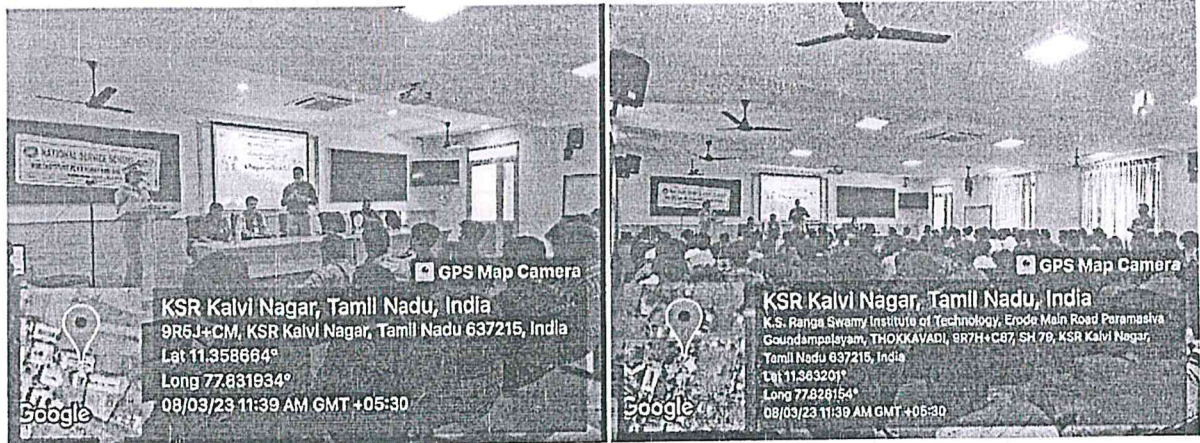 NATIONAL SERVICE SCHEME
GPS Map Camera
KSR Kalvi Nagar, Tamil Nadu, India
9R5J+CM, KSR Kalvi Nagar, Tamil Nadu 637215, India
Lat 11.358664°
Long 77.831934°
08/03/23 11:39 AM GMT +05:30
Google
GPS Map Camera
KSR Kalvi Nagar, Tamil Nadu, India
K.S. Ranga Swamy Institute of Technology, Erode Main Road Paramasiva
Goundampalayam, THOKKAVADI, 9R7H+C87, SH 79, KSR Kalvi Nagar,
Tamil Nadu 637215, India
Lat 11.363201°
Long 77.828154°
08/03/23 11:39 AM GMT +05:30
Google